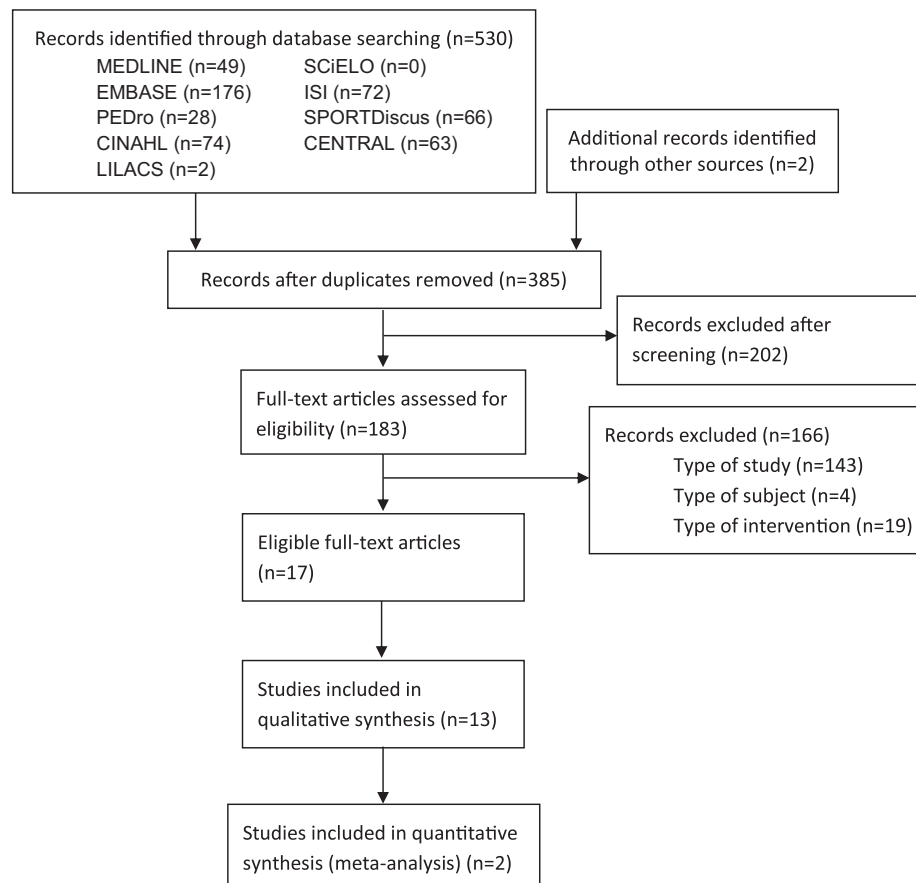 Records identified through database searching (n=530)
MEDLINE (n=49)
EMBASE (n=176)
PEDro (n=28)
CINAHL (n=74)
LILACS (n=2)
SCiELO (n=0)
ISI (n=72)
SPORTDiscus (n=66)
CENTRAL (n=63)
Additional records identified
through other sources (n=2)
Records after duplicates removed (n=385)
Records excluded after
screening (n=202)
Full-text articles assessed for
eligibility (n=183)
Records excluded (n=166)
Type of study (n=143)
Type of subject (n=4)
Type of intervention (n=19)
Eligible full-text articles
(n=17)
Studies included in
qualitative synthesis (n=13)
Studies included in quantitative
synthesis (meta-analysis) (n=2)